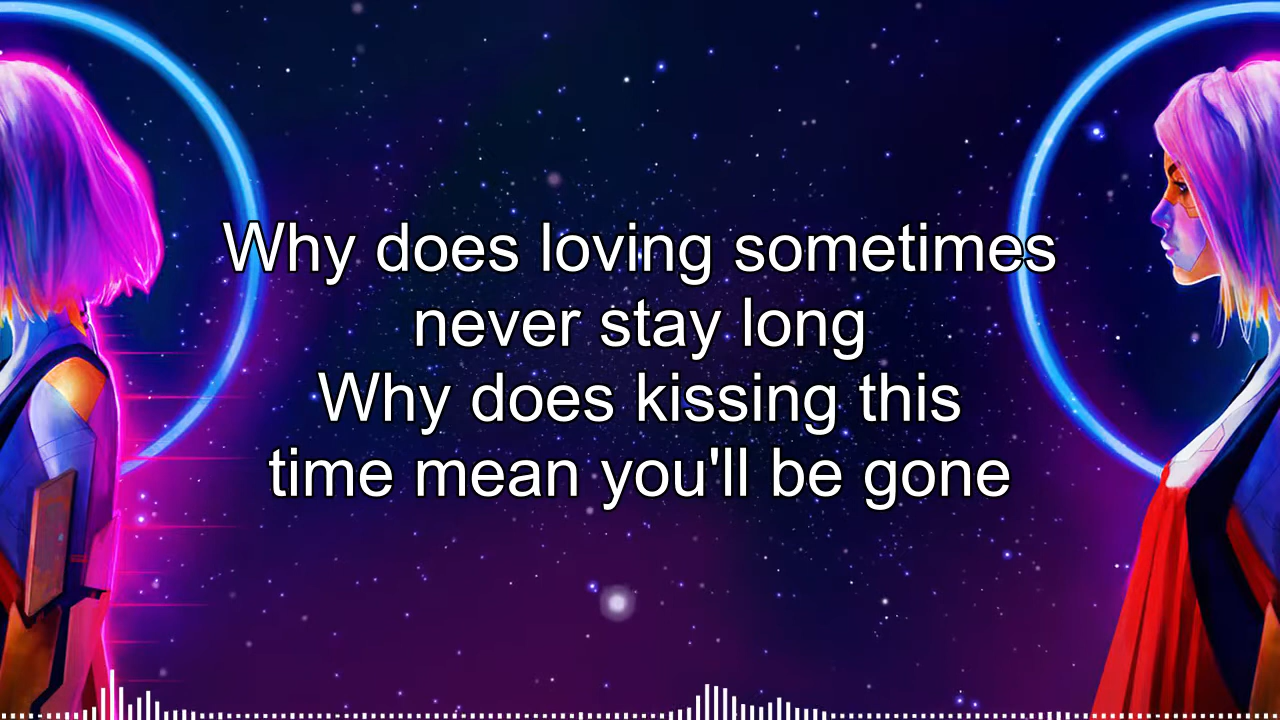 Why does loving sometimes
never stay long
Why does kissing this
time mean you'll be gone